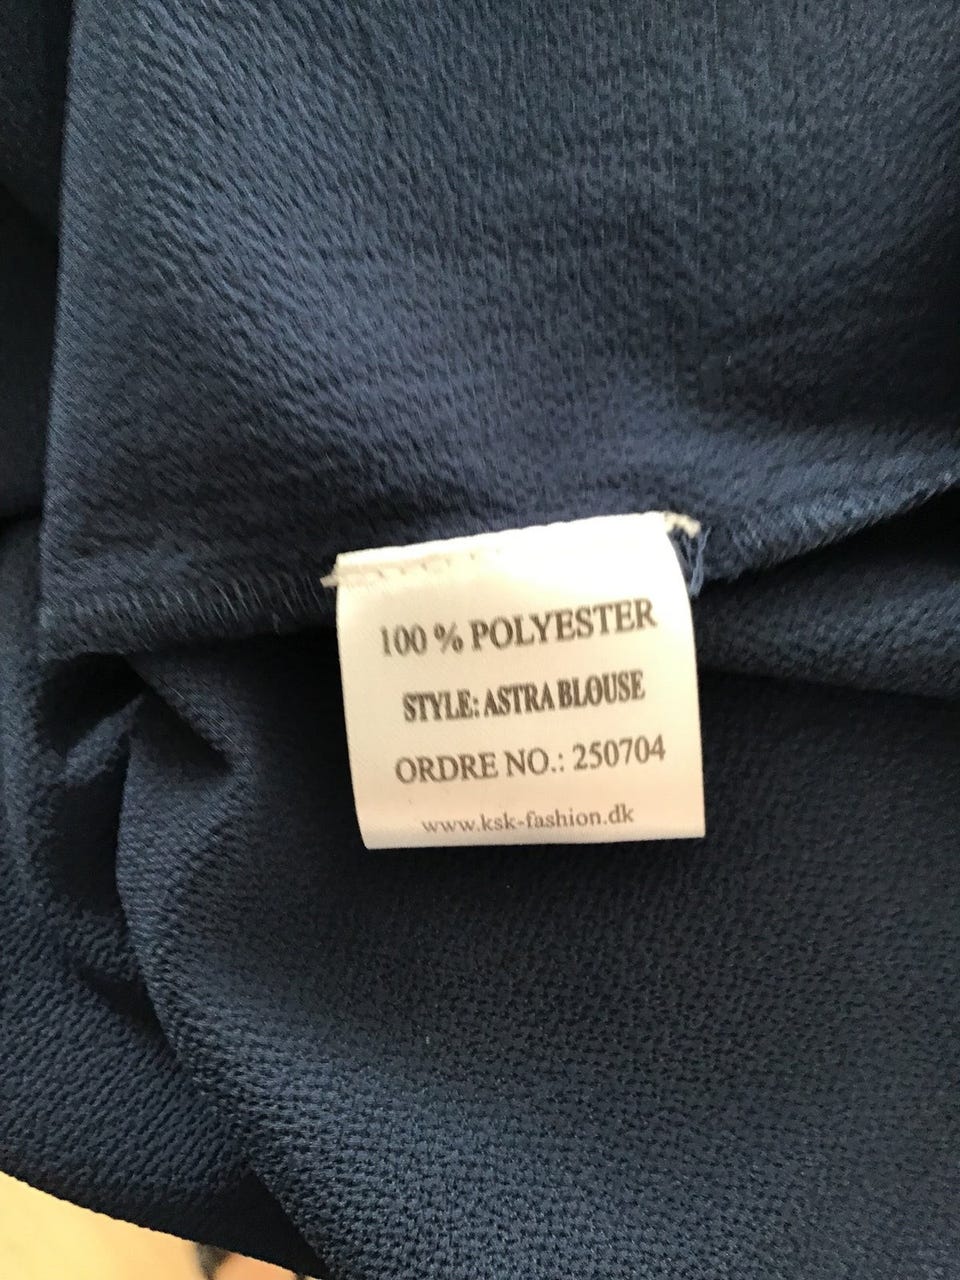 100 % POLYESTER
STYLE: ASTRA BLOUSE
ORDRE NO.: 250704
www.ksk-fashion.dk